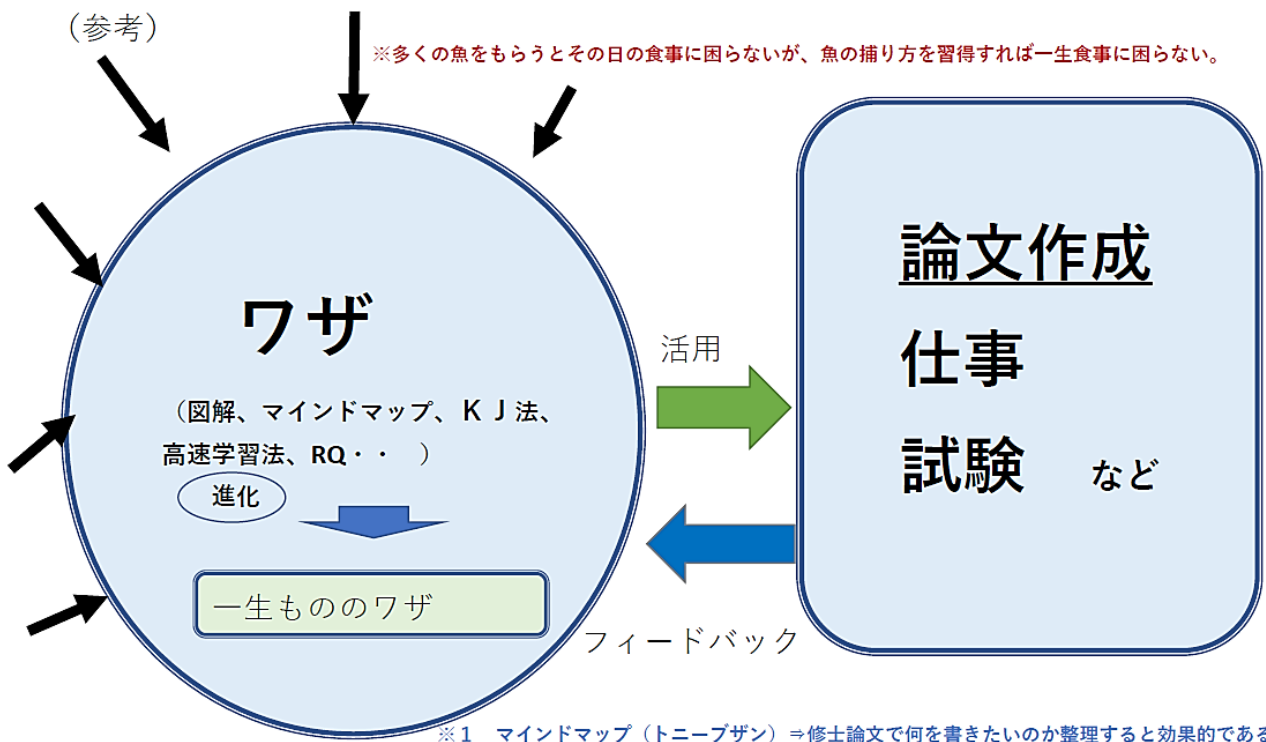 （参考）
※多くの魚をもらうとその日の食事に困らないが、魚の捕り方を習得すれば一生食事に困らない。
ワザ
（図解、マインドマップ、ＫＪ法、
高速学習法、RQ・・　）
進化
一生もののワザ
活用
フィードバック
論文作成
仕事
試験　など
※１　マインドマップ（トニーブザン）⇒修士論文で何を書きたいのか整理すると効果的である